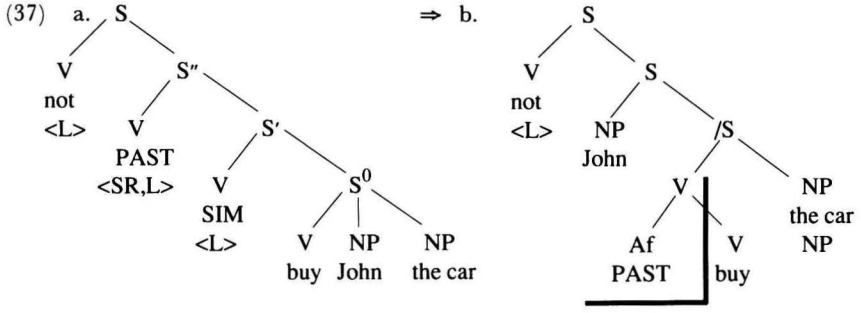 (37) a. S ⇒ b. S
V S" V S
not not
<L> V S' <L> NP /S
PAST John
<SR,L> V S⁰ V NP
SIM the car
<L> V NP NP Af V NP
buy John the car PAST buy